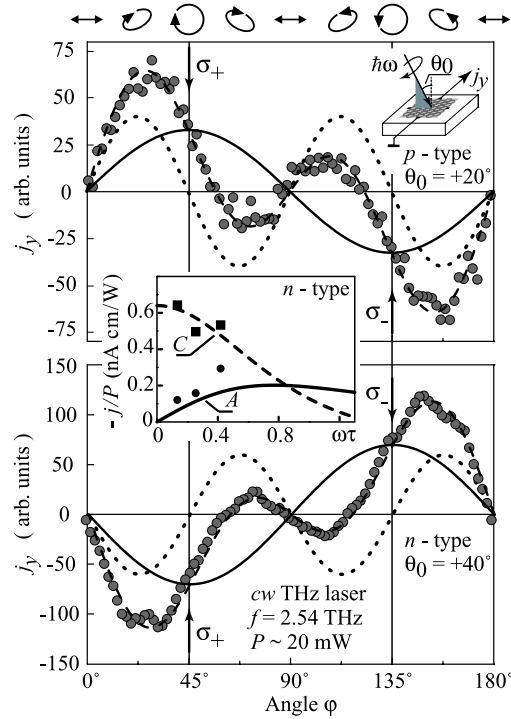 75
50
25
0
-25
-50
-75
j_y ( arb. units )
σ₊
ħω
θ₀
j_y
p - type
θ₀ = +20°
σ₋
n - type
- j/P (nA cm/W)
0.6
0.4
0.2
0
C
A
0
0.4
0.8
ωτ
100
50
0
-50
-100
-150
j_y ( arb. units )
σ₋
n - type
θ₀ = +40°
cw THz laser
f = 2.54 THz
P ~ 20 mW
σ₊
0° 45° 90° 135° 180°
Angle φ